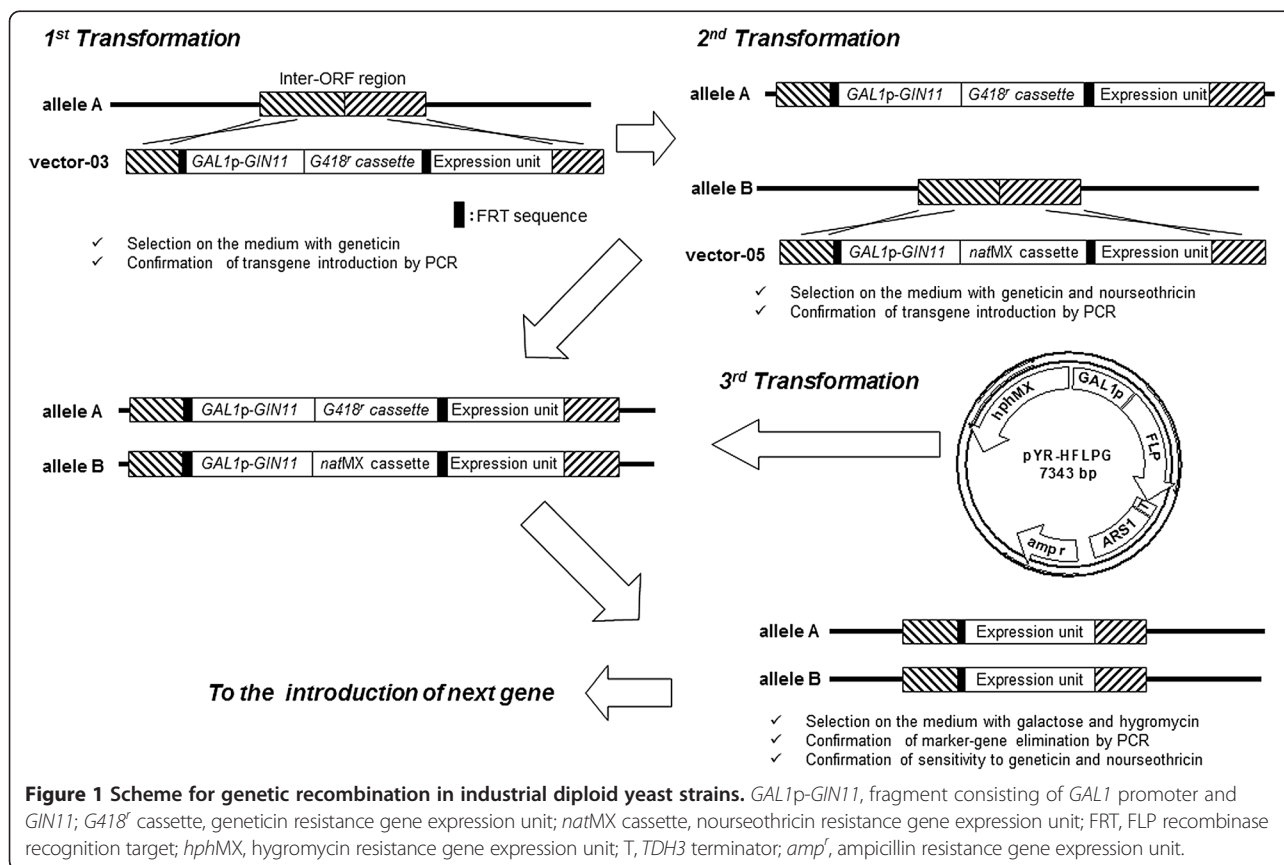 1st Transformation
Inter-ORF region
allele A
vector-03
GAL1p-GIN11 G418r cassette Expression unit
: FRT sequence
✓ Selection on the medium with geneticin
✓ Confirmation of transgene introduction by PCR
2nd Transformation
allele A
GAL1p-GIN11 G418r cassette Expression unit
allele B
vector-05
GAL1p-GIN11 natMX cassette Expression unit
✓ Selection on the medium with geneticin and nourseothricin
✓ Confirmation of transgene introduction by PCR
3rd Transformation
hphMX
GAL1p
FLP
T
ARS1
amp r
pYR-HFLPG
7343 bp
allele A
GAL1p-GIN11 G418r cassette Expression unit
allele B
GAL1p-GIN11 natMX cassette Expression unit
allele A
Expression unit
allele B
Expression unit
✓ Selection on the medium with galactose and hygromycin
✓ Confirmation of marker-gene elimination by PCR
✓ Confirmation of sensitivity to geneticin and nourseothricin
To the introduction of next gene
Figure 1 Scheme for genetic recombination in industrial diploid yeast strains. GAL1p-GIN11, fragment consisting of GAL1 promoter and
GIN11; G418r cassette, geneticin resistance gene expression unit; natMX cassette, nourseothricin resistance gene expression unit; FRT, FLP recombinase
recognition target; hphMX, hygromycin resistance gene expression unit; T, TDH3 terminator; ampr, ampicillin resistance gene expression unit.